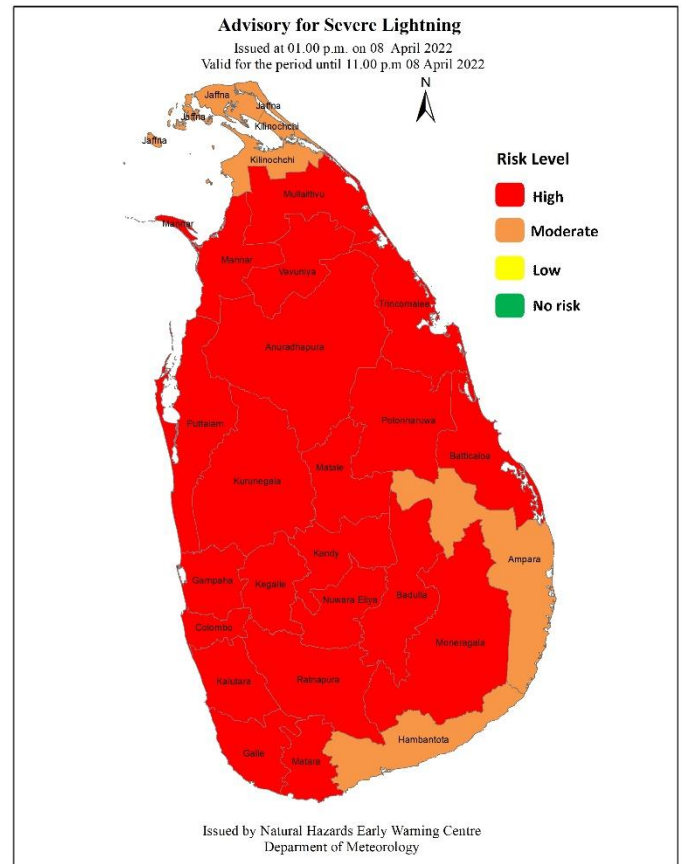 Advisory for Severe Lightning
Issued at 01.00 p.m. on 08 April 2022
Valid for the period until 11.00 p.m 08 April 2022
N
Jaffna
Jaffna
Jaffna
Kilinochchi
Jaffna
Kilinochchi
Risk Level
High
Moderate
Low
No risk
Mullaittivu
Mannar
Mannar
Vavuniya
Trincomalee
Anuradhapura
Polonnaruwa
Puttalam
Batticaloa
Matale
Kurunegala
Kandy
Ampara
Gampaha
Kegalle
Nuwara Eliya
Badulla
Colombo
Moneragala
Kalutara
Ratnapura
Hambantota
Galle
Matara
Issued by Natural Hazards Early Warning Centre
Deparment of Meteorology